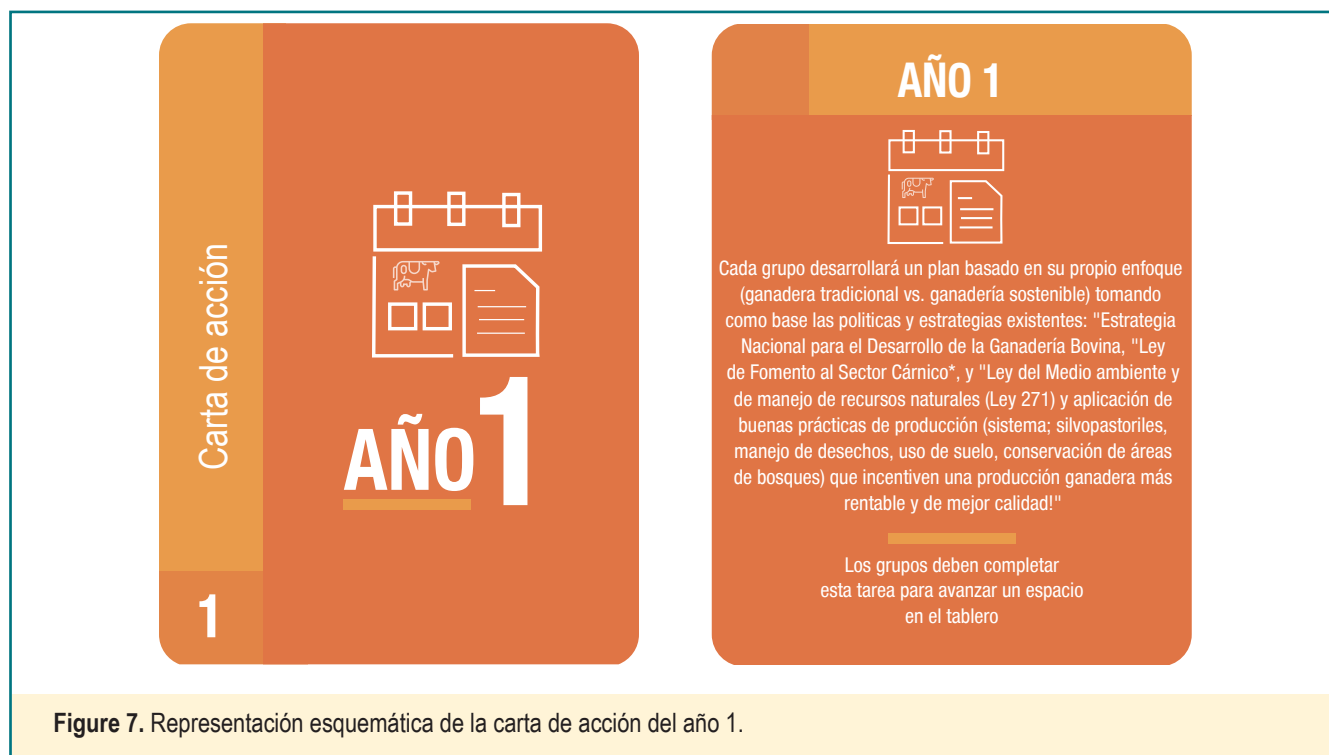 Carta de acción
1
AÑO 1
AÑO 1
Cada grupo desarrollará un plan basado en su propio enfoque
(ganadera tradicional vs. ganadería sostenible) tomando
como base las politicas y estrategias existentes: "Estrategia
Nacional para el Desarrollo de la Ganadería Bovina, "Ley
de Fomento al Sector Cárnico*, y "Ley del Medio ambiente y
de manejo de recursos naturales (Ley 271) y aplicación de
buenas prácticas de producción (sistema; silvopastoriles,
manejo de desechos, uso de suelo, conservación de áreas
de bosques) que incentiven una producción ganadera más
rentable y de mejor calidad!"
Los grupos deben completar
esta tarea para avanzar un espacio
en el tablero
Figure 7. Representación esquemática de la carta de acción del año 1.